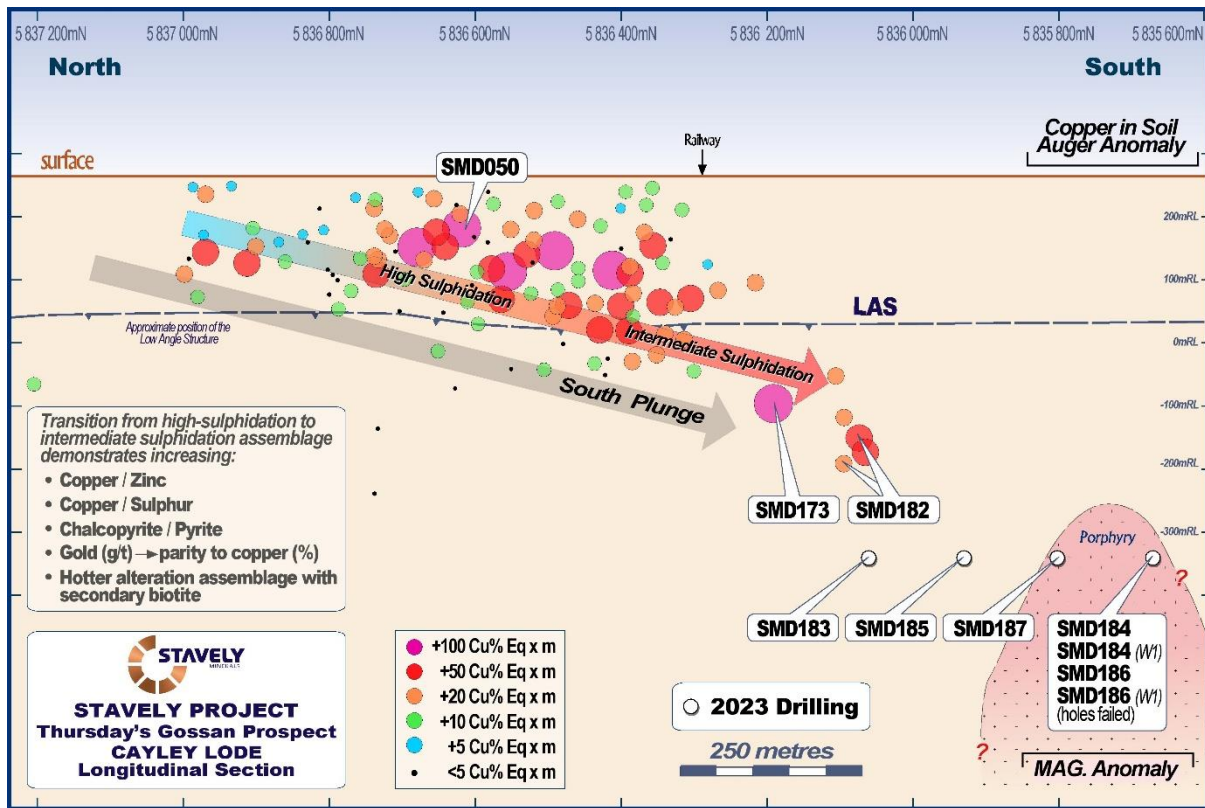 5 837 200mN
5 837 000mN
5 836 800mN
5 836 600mN
5 836 400mN
5 836 200mN
5 836 000mN
5 835 800mN
5 835 600mN
North
South
Copper in Soil
Auger Anomaly
Railway
surface
SMD050
200mRL
100mRL
High Sulphidation
LAS
Approximate position of the
Low Angle Structure
Intermediate Sulphidation
0mRL
South Plunge
-100mRL
Transition from high-sulphidation to
intermediate sulphidation assemblage
demonstrates increasing:
• Copper / Zinc
• Copper / Sulphur
• Chalcopyrite / Pyrite
• Gold (g/t) → parity to copper (%)
• Hotter alteration assemblage with
secondary biotite
-200mRL
SMD173
SMD182
-300mRL
Porphyry
?
SMD183
SMD185
SMD187
SMD184
SMD184 (W1)
SMD186
SMD186 (W1)
(holes failed)
STAVELY
MINERALS
STAVELY PROJECT
Thursday's Gossan Prospect
CAYLEY LODE
Longitudinal Section
+100 Cu% Eq x m
+50 Cu% Eq x m
+20 Cu% Eq x m
+10 Cu% Eq x m
+5 Cu% Eq x m
<5 Cu% Eq x m
2023 Drilling
250 metres
?
MAG. Anomaly